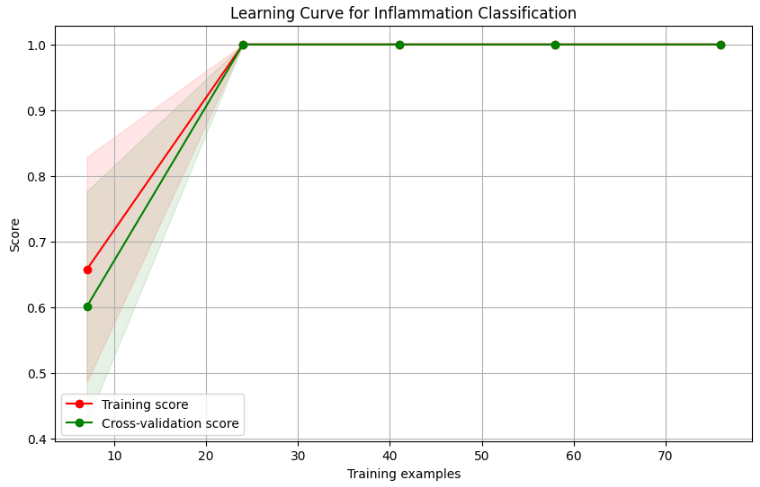 Learning Curve for Inflammation Classification
1.0
0.9
0.8
0.7
0.6
0.5
0.4
Score
Training score
Cross-validation score
10 20 30 40 50 60 70
Training examples